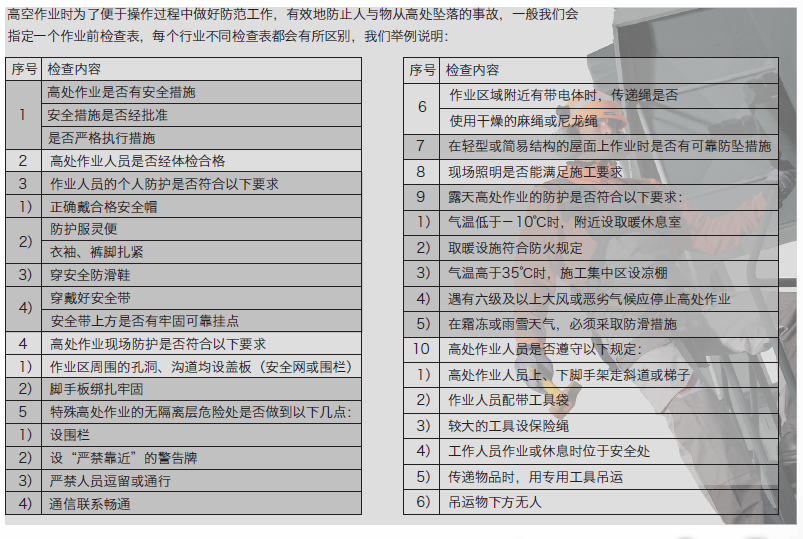 高空作业时为了便于操作过程中做好防范工作，有效地防止人与物从高处坠落的事故，一般我们会
指定一个作业前检查表，每个行业不同检查表都会有所区别，我们举例说明：
序号 检查内容
1 高处作业是否有安全措施
安全措施是否经批准
是否严格执行措施
2 高处作业人员是否经体检合格
3 作业人员的个人防护是否符合以下要求
1） 正确戴合格安全帽
2） 防护服灵便
衣袖、裤脚扎紧
3） 穿安全防滑鞋
4） 穿戴好安全带
安全带上方是否有牢固可靠挂点
4 高处作业现场防护是否符合以下要求
1） 作业区周围的孔洞、沟道均设盖板（安全网或围栏）
2） 脚手板绑扎牢固
5 特殊高处作业的无隔离层危险处是否做到以下几点：
1） 设围栏
2） 设“严禁靠近”的警告牌
3） 严禁人员逗留或通行
4） 通信联系畅通
序号 检查内容
6 作业区域附近有带电体时，传递绳是否
使用干燥的麻绳或尼龙绳
7 在轻型或简易结构的屋面上作业时是否有可靠防坠措施
8 现场照明是否能满足施工要求
9 露天高处作业的防护是否符合以下要求：
1） 气温低于－10℃时，附近设取暖休息室
2） 取暖设施符合防火规定
3） 气温高于35℃时，施工集中区设凉棚
4） 遇有六级及以上大风或恶劣气候应停止高处作业
5） 在霜冻或雨雪天气，必须采取防滑措施
10 高处作业人员是否遵守以下规定：
1） 高处作业人员上、下脚手架走斜道或梯子
2） 作业人员配带工具袋
3） 较大的工具设保险绳
4） 工作人员作业或休息时位于安全处
5） 传递物品时，用专用工具吊运
6） 吊运物下方无人